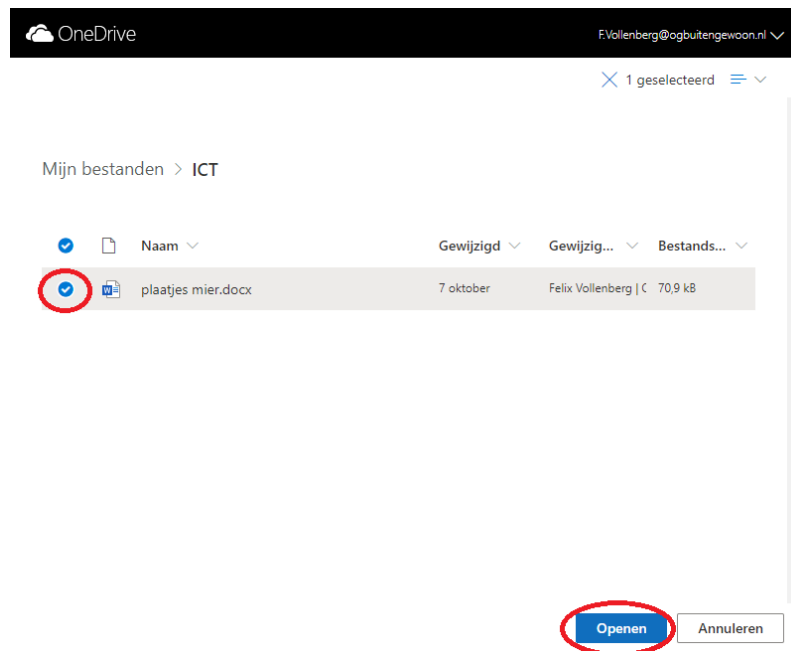 OneDrive F.Vollenberg@ogbuitengewoon.nl
1 geselecteerd
Mijn bestanden > ICT
Naam Gewijzigd Gewijzig... Bestands...
plaatjes mier.docx 7 oktober Felix Vollenberg | 70,9 kB
Openen Annuleren